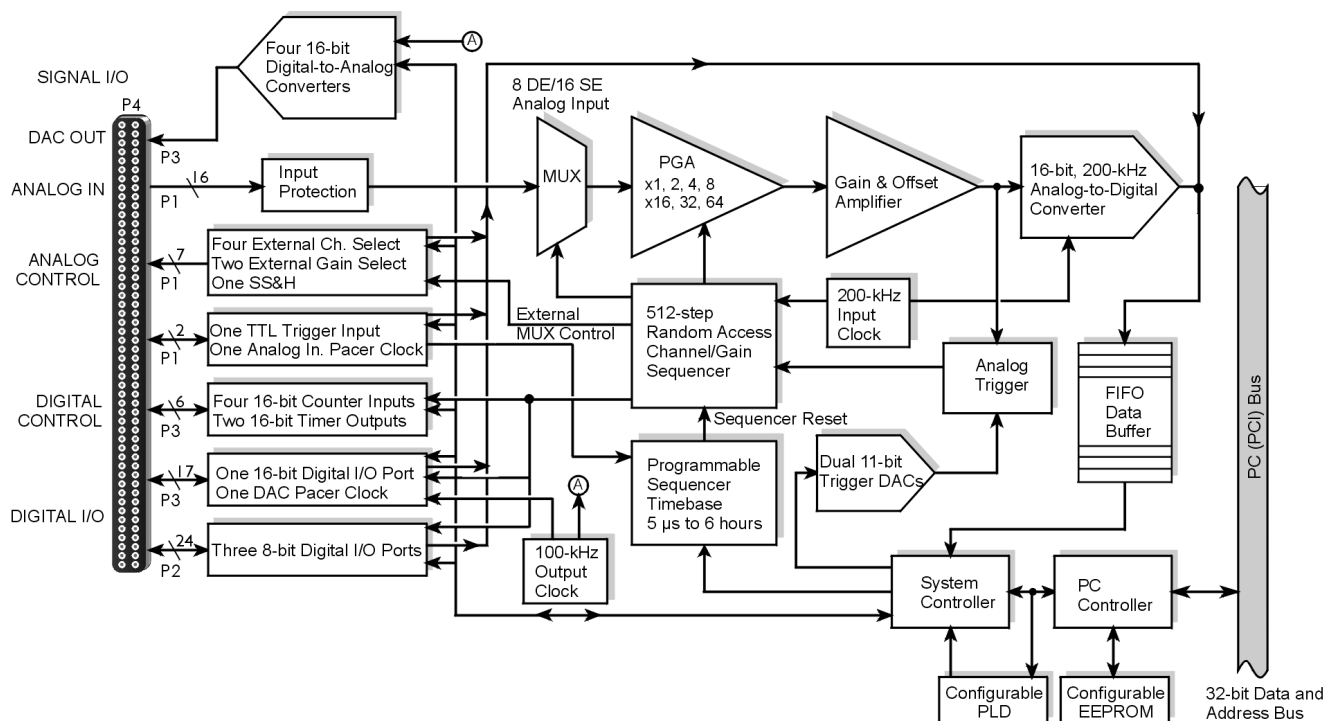 SIGNAL I/O
P4
DAC OUT
P3
Four 16-bit
Digital-to-Analog
Converters
A
ANALOG IN
16
P1
Input
Protection
8 DE/16 SE
Analog Input
MUX
PGA
x1, 2, 4, 8
x16, 32, 64
Gain & Offset
Amplifier
16-bit, 200-kHz
Analog-to-Digital
Converter
ANALOG
CONTROL
7
P1
Four External Ch. Select
Two External Gain Select
One SS&H
External
MUX Control
512-step
Random Access
Channel/Gain
Sequencer
200-kHz
Input
Clock
2
P1
One TTL Trigger Input
One Analog In. Pacer Clock
Analog
Trigger
FIFO
Data
Buffer
PC (PCI) Bus
DIGITAL
CONTROL
6
P3
Four 16-bit Counter Inputs
Two 16-bit Timer Outputs
Sequencer Reset
17
P3
One 16-bit Digital I/O Port
One DAC Pacer Clock
A
Programmable
Sequencer
Timebase
5 µs to 6 hours
Dual 11-bit
Trigger DACs
DIGITAL I/O
24
P2
Three 8-bit Digital I/O Ports
100-kHz
Output
Clock
System
Controller
PC
Controller
Configurable
PLD
Configurable
EEPROM
32-bit Data and
Address Bus